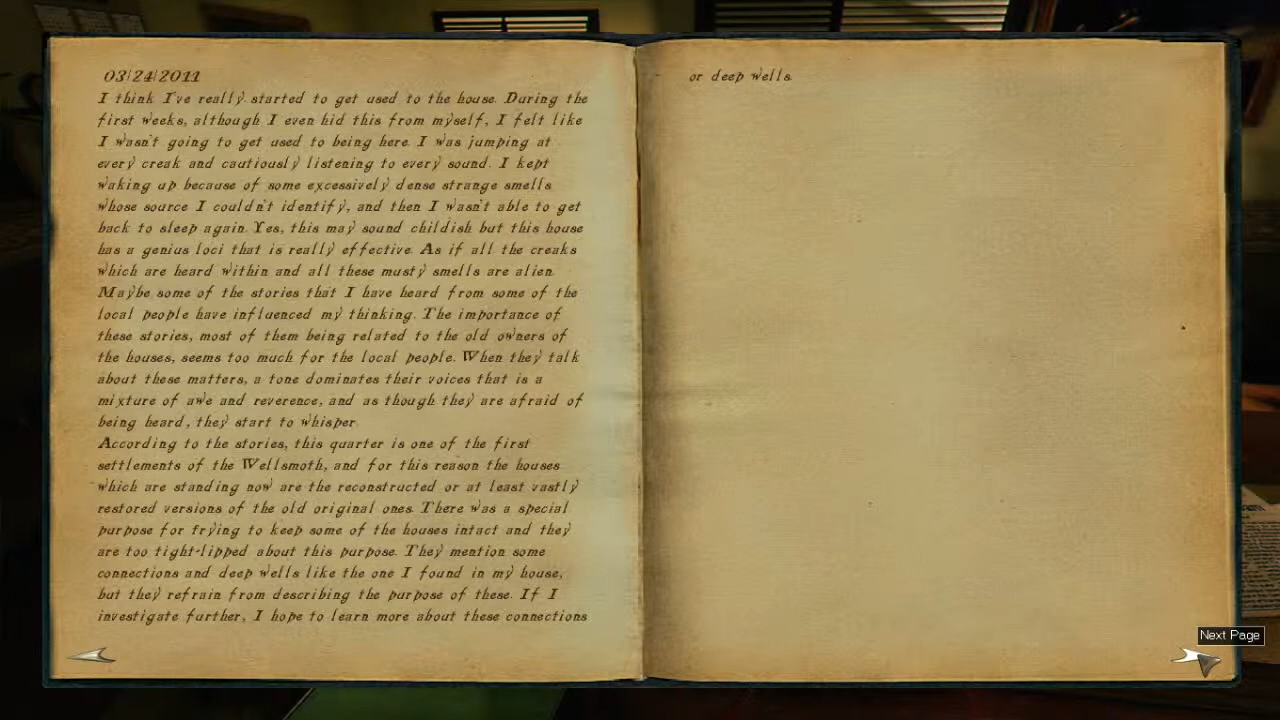 03/24/2011
I think I've really started to get used to the house. During the
first weeks, although I even hid this from myself, I felt like
I wasn't going to get used to being here. I was jumping at
every creak and cautiously listening to every sound. I kept
waking up because of some excessively dense strange smells
whose source I couldn't identify, and then I wasn't able to get
back to sleep again. Yes, this may sound childish but this house
has a genius loci that is really effective. As if all the creaks
which are heard within and all these musty smells are alien.
Maybe some of the stories that I have heard from some of the
local people have influenced my thinking. The importance of
these stories, most of them being related to the old owners of
the houses, seems too much for the local people. When they talk
about these matters, a tone dominates their voices that is a
mixture of awe and reverence, and as though they are afraid of
being heard, they start to whisper.
According to the stories, this quarter is one of the first
settlements of the Wellsmoth, and for this reason the houses
which are standing now are the reconstructed or at least vastly
restored versions of the old original ones. There was a special
purpose for trying to keep some of the houses intact and they
are too tight-lipped about this purpose. They mention some
connections and deep wells like the one I found in my house,
but they refrain from describing the purpose of these. If I
investigate further, I hope to learn more about these connections
or deep wells.
Next Page